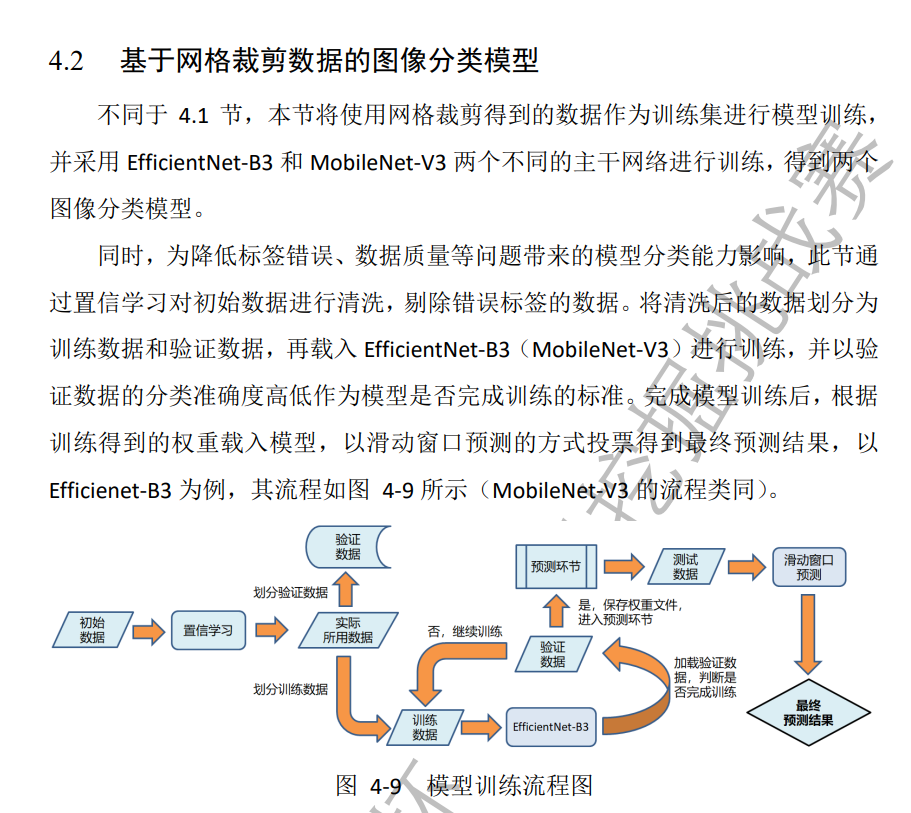 4.2 基于网格裁剪数据的图像分类模型
不同于 4.1 节，本节将使用网格裁剪得到的数据作为训练集进行模型训练，
并采用 EfficientNet-B3 和 MobileNet-V3 两个不同的主干网络进行训练，得到两个
图像分类模型。
同时，为降低标签错误、数据质量等问题带来的模型分类能力影响，此节通
过置信学习对初始数据进行清洗，剔除错误标签的数据。将清洗后的数据划分为
训练数据和验证数据，再载入 EfficientNet-B3（MobileNet-V3）进行训练，并以验
证数据的分类准确度高低作为模型是否完成训练的标准。完成模型训练后，根据
训练得到的权重载入模型，以滑动窗口预测的方式投票得到最终预测结果，以
Efficienet-B3 为例，其流程如图 4-9 所示（MobileNet-V3 的流程类同）。
验证
数据
划分验证数据
初始
数据
置信学习
实际
所用数据
划分训练数据
否，继续训练
训练
数据
EfficientNet-B3
加载验证数
据，判断是
否完成训练
验证
数据
是，保存权重文件，
进入预测环节
预测环节
测试
数据
滑动窗口
预测
最终
预测结果
图 4-9 模型训练流程图
挖掘挑战赛
杯